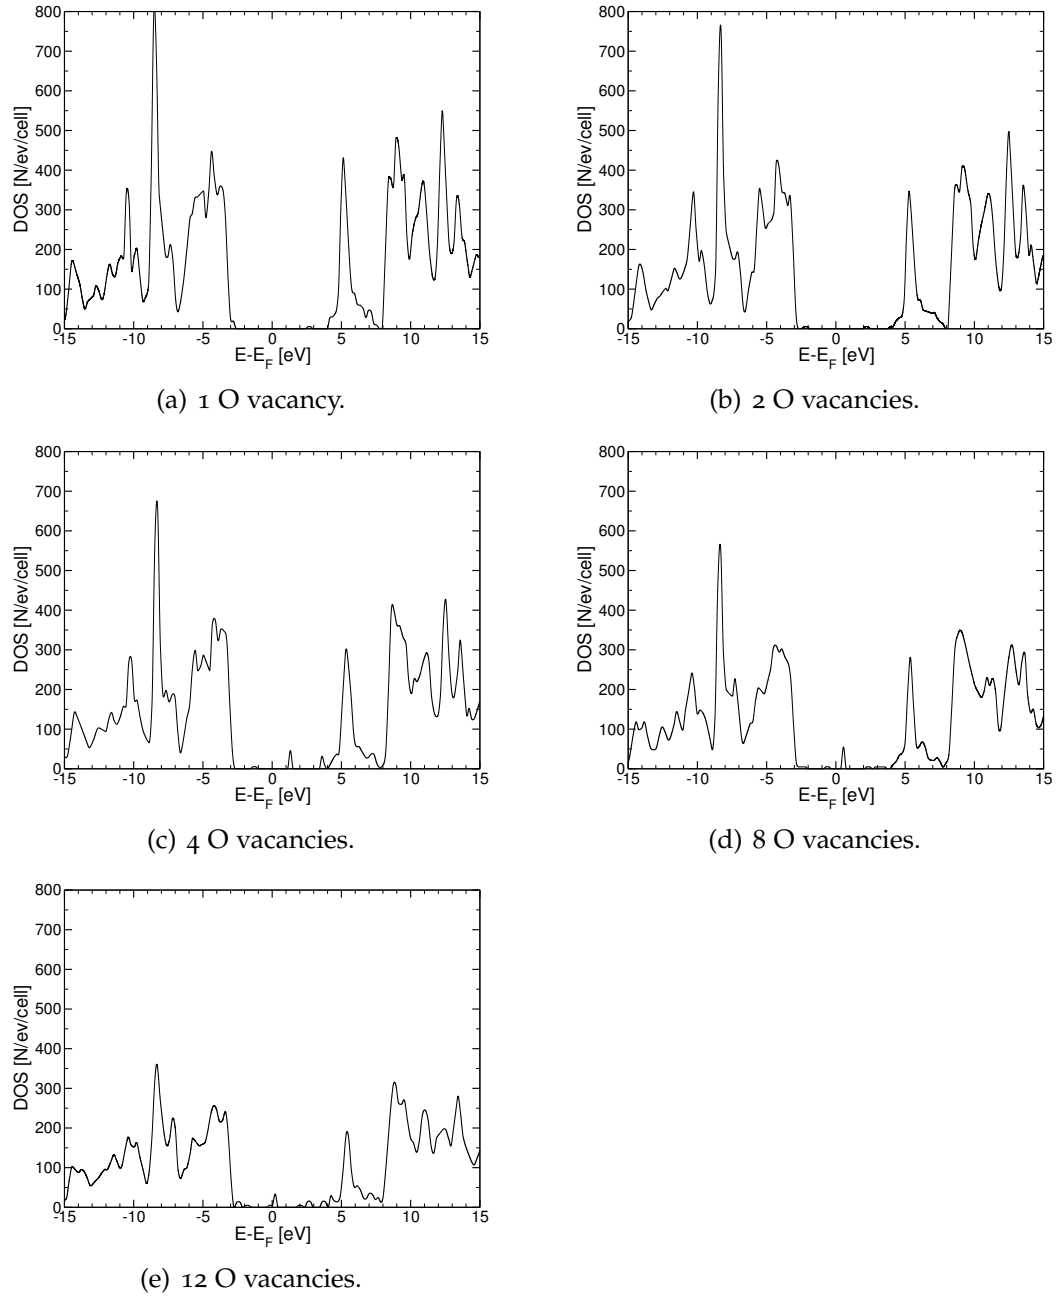 800
700
600
500
400
300
200
100
0
DOS [N/ev/cell]
-15 -10 -5 0 5 10 15
E-E_F [eV]
(a) 1 O vacancy.
800
700
600
500
400
300
200
100
0
DOS [N/ev/cell]
-15 -10 -5 0 5 10 15
E-E_F [eV]
(b) 2 O vacancies.
800
700
600
500
400
300
200
100
0
DOS [N/ev/cell]
-15 -10 -5 0 5 10 15
E-E_F [eV]
(c) 4 O vacancies.
800
700
600
500
400
300
200
100
0
DOS [N/ev/cell]
-15 -10 -5 0 5 10 15
E-E_F [eV]
(d) 8 O vacancies.
800
700
600
500
400
300
200
100
0
DOS [N/ev/cell]
-15 -10 -5 0 5 10 15
E-E_F [eV]
(e) 12 O vacancies.